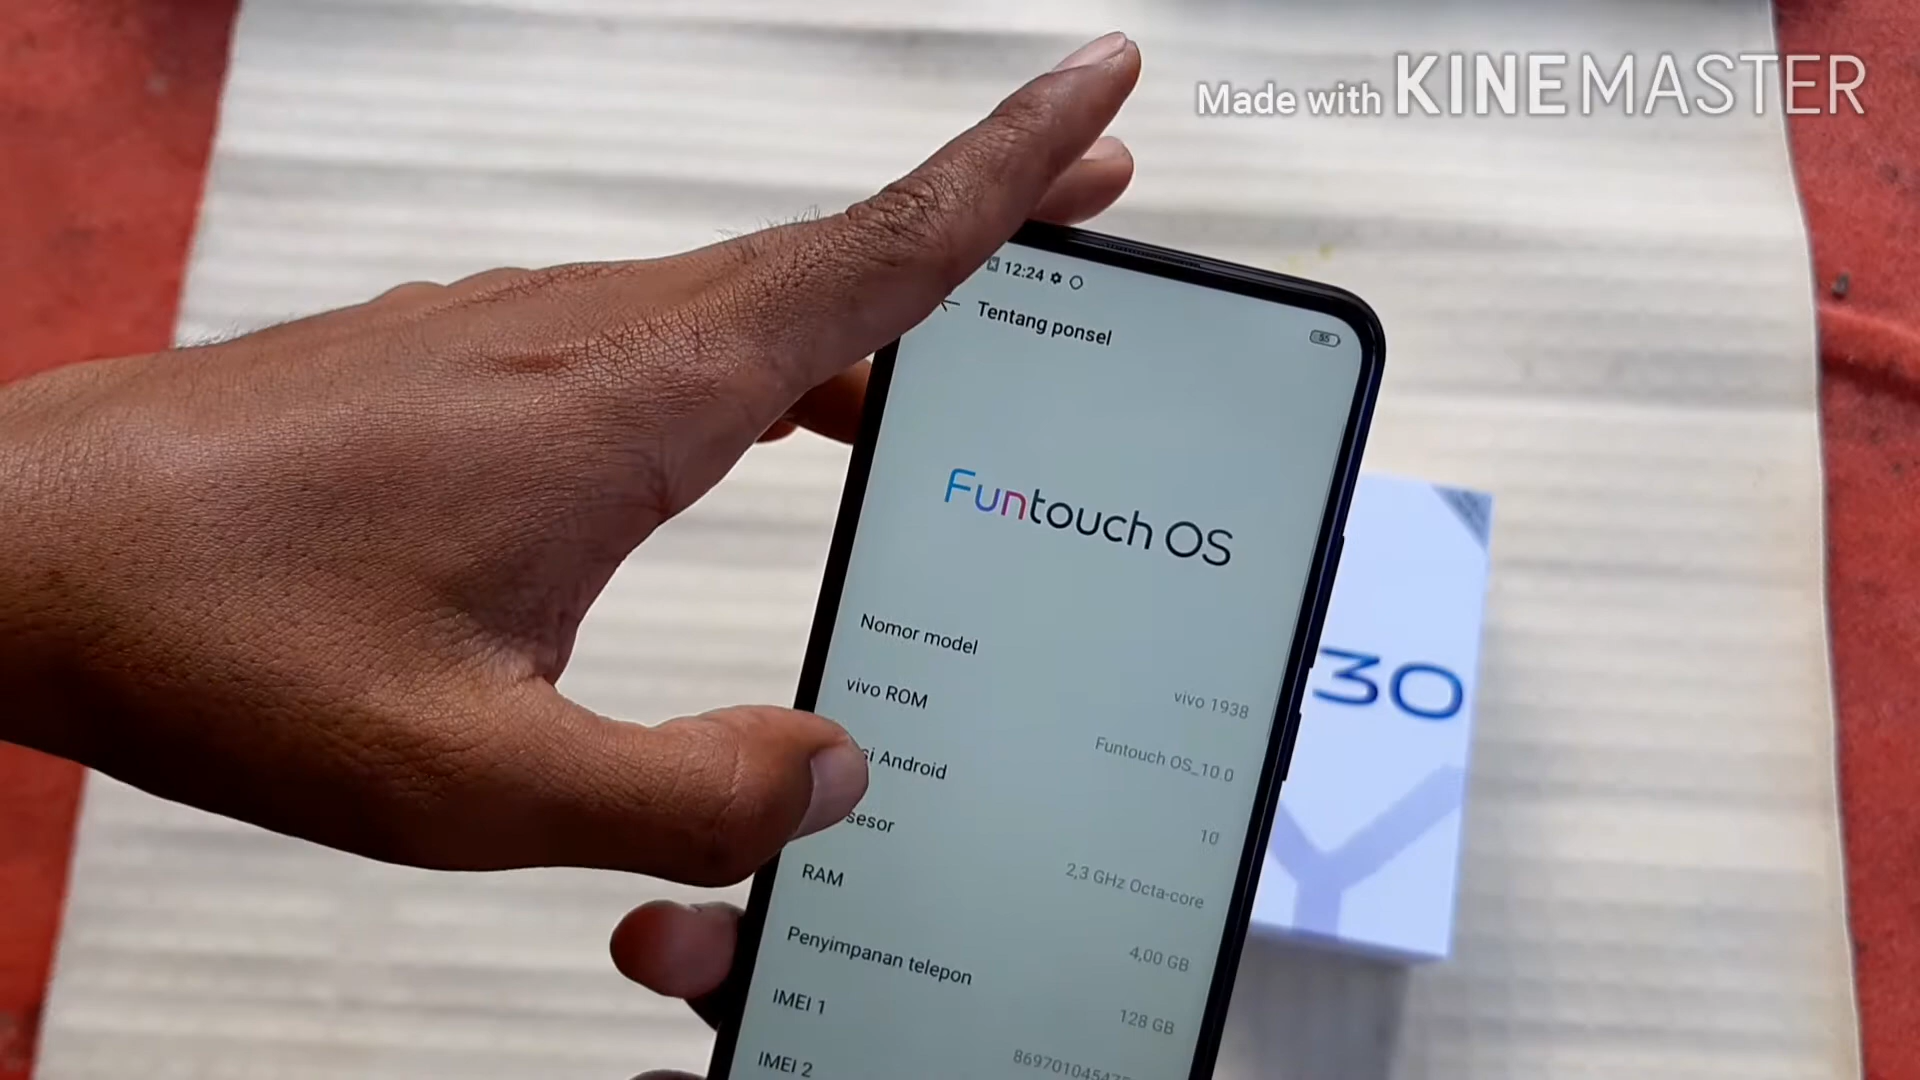 Made with KINEMASTER
12:24
55
Tentang ponsel
Funtouch OS
Nomor model
vivo 1938
vivo ROM
Funtouch OS_10.0
si Android
10
sesor
2,3 GHz Octa-core
RAM
4,00 GB
Penyimpanan telepon
128 GB
IMEI 1
IMEI 2
30
Y